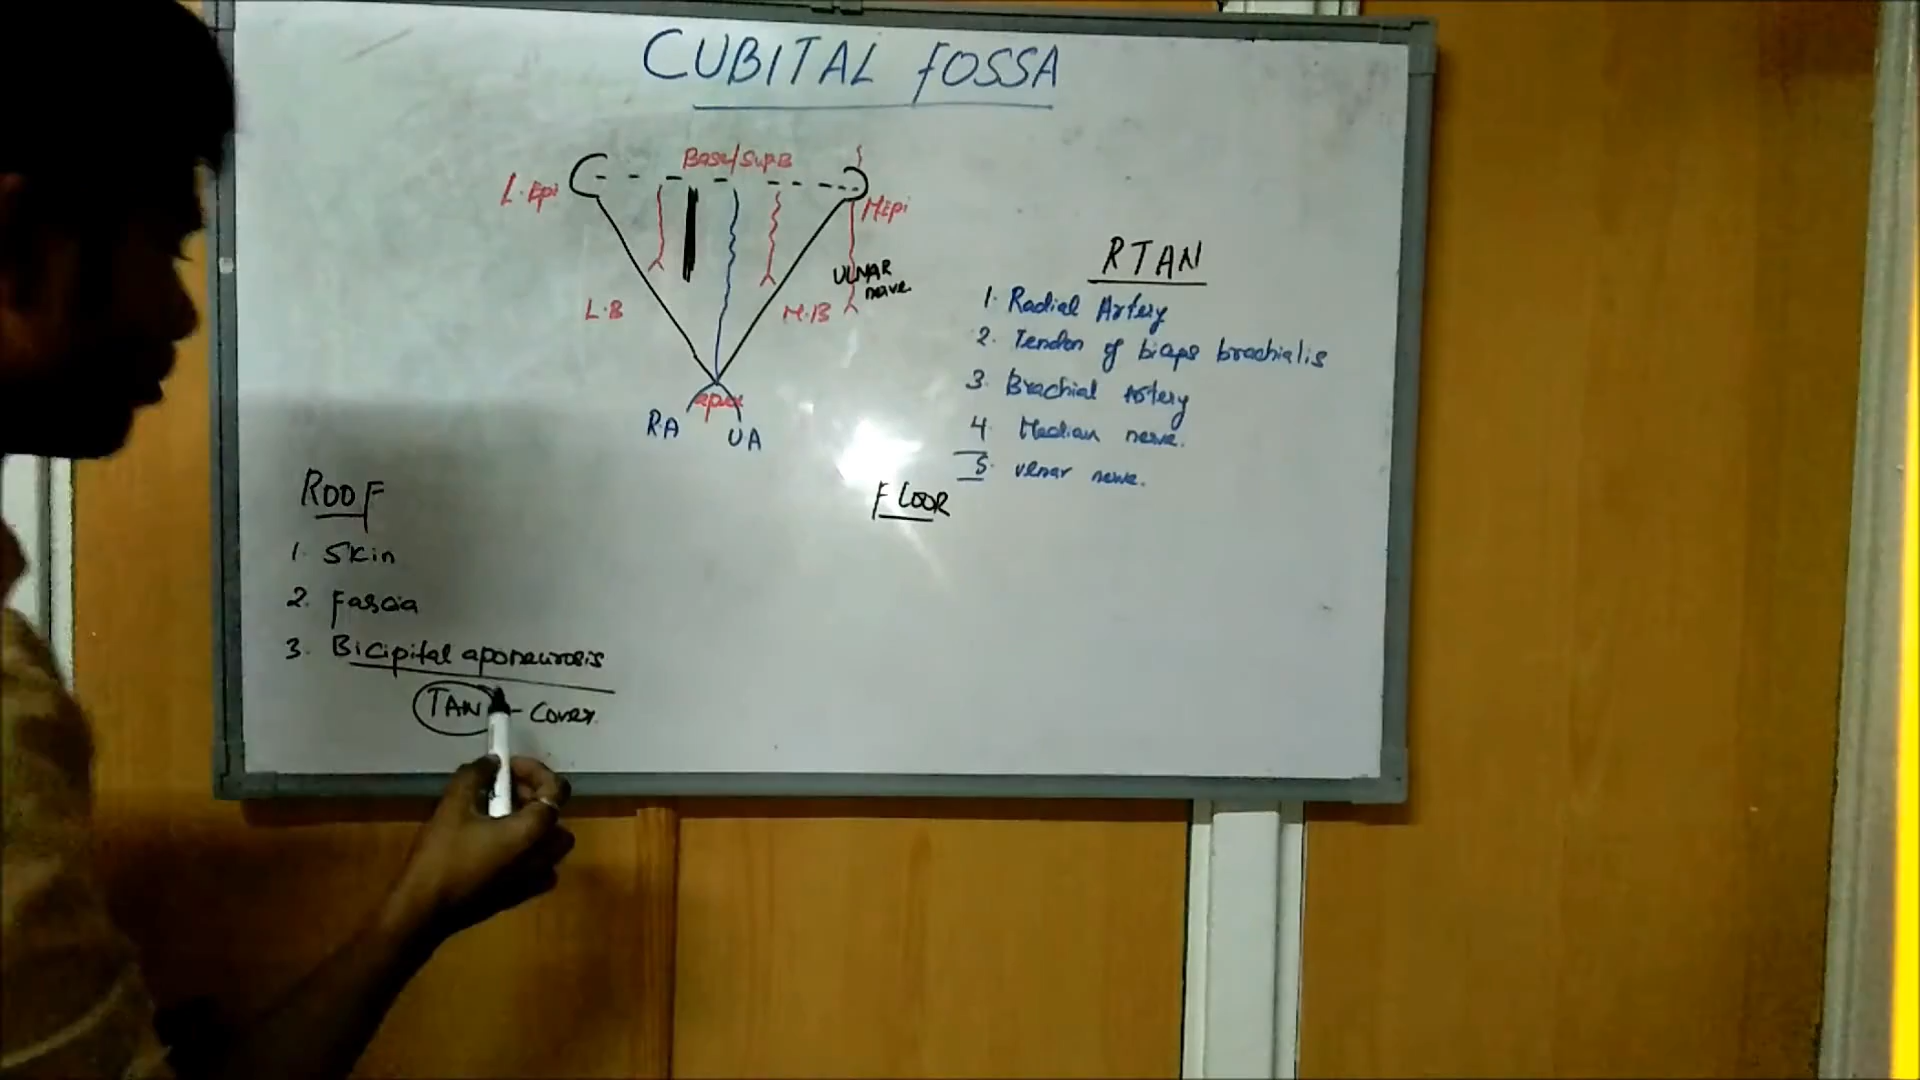 CUBITAL FOSSA
Base/Sup.B
L. Epi
M Epi
ULNAR
nerve
L.B
M.B
apex
R.A
UA
RTAN
1. Radial Artery
2. Tendon of biceps brachialis
3. Brachial Artery
4 Median nerve.
5. ulnar nerve.
ROOF
1. Skin
2. Fascia
3. Bicipital aponeurosis
TAN - Cover
FLOOR